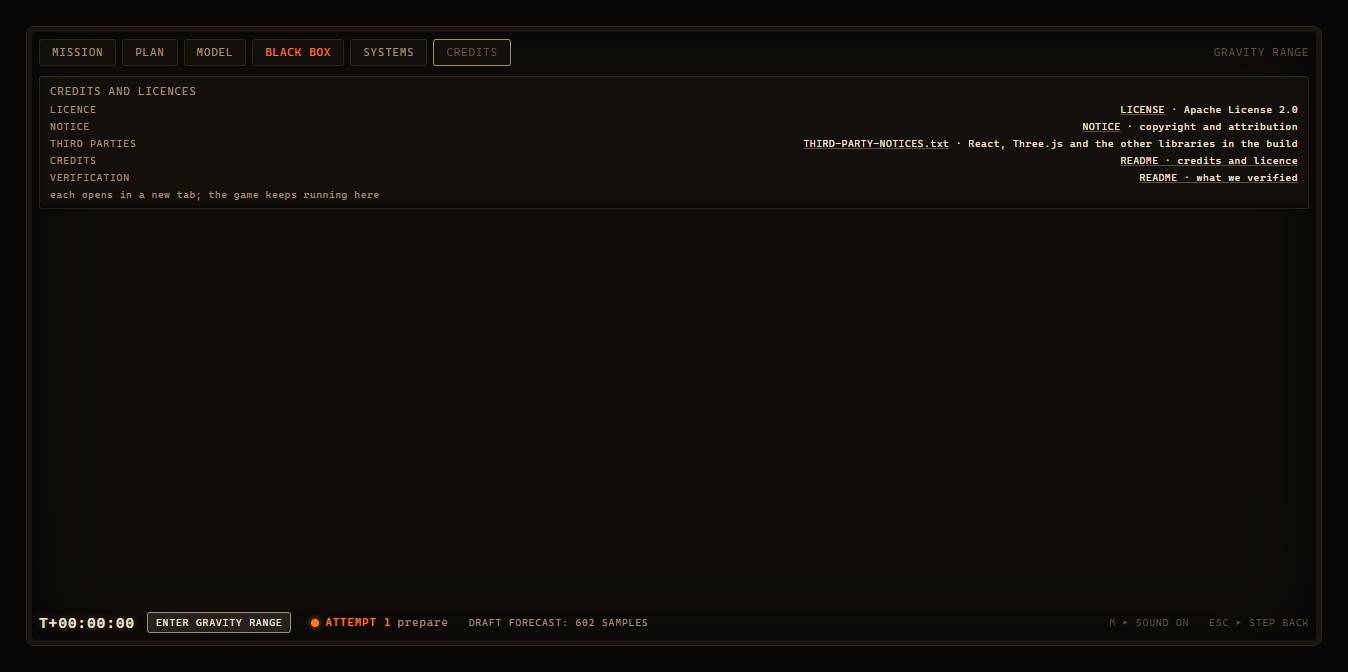 MISSION PLAN MODEL BLACK BOX SYSTEMS CREDITS GRAVITY RANGE
CREDITS AND LICENCES
LICENCE LICENSE · Apache License 2.0
NOTICE NOTICE · copyright and attribution
THIRD PARTIES THIRD-PARTY-NOTICES.txt · React, Three.js and the other libraries in the build
CREDITS README · credits and licence
VERIFICATION README · what we verified
each opens in a new tab; the game keeps running here
T+00:00:00 ENTER GRAVITY RANGE ATTEMPT 1 prepare DRAFT FORECAST: 602 SAMPLES M ➤ SOUND ON ESC ➤ STEP BACK